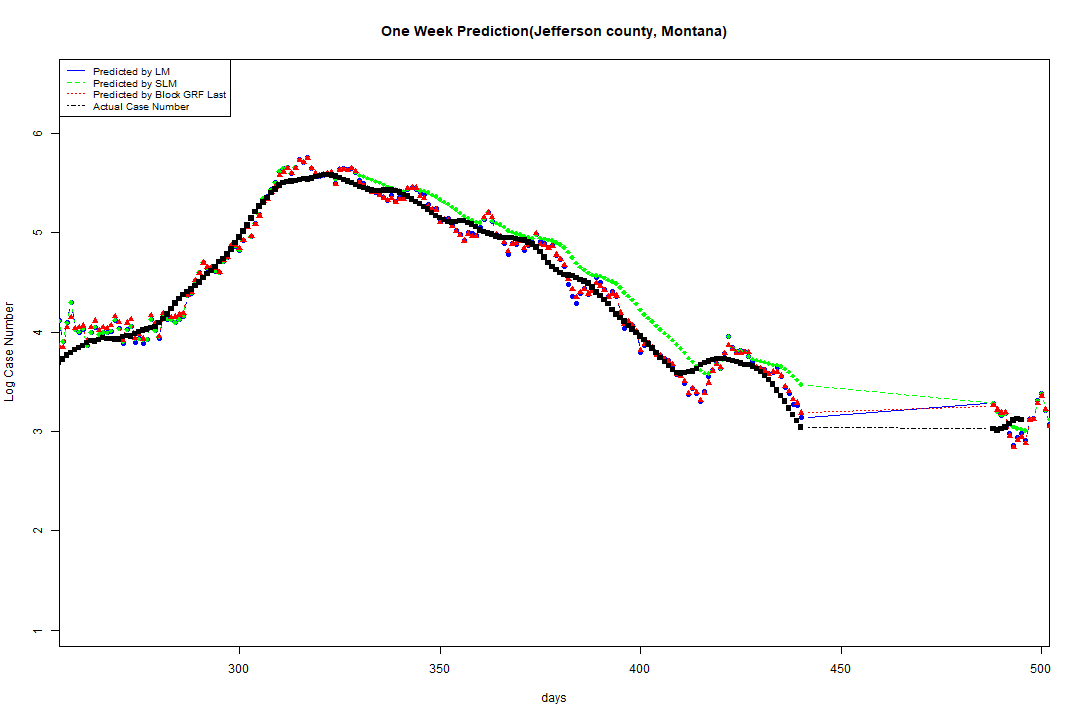 One Week Prediction(Jefferson county, Montana)
Predicted by LM
Predicted by SLM
Predicted by Block GRF Last
Actual Case Number
Log Case Number
6
5
4
3
2
1
300
350
400
450
500
days